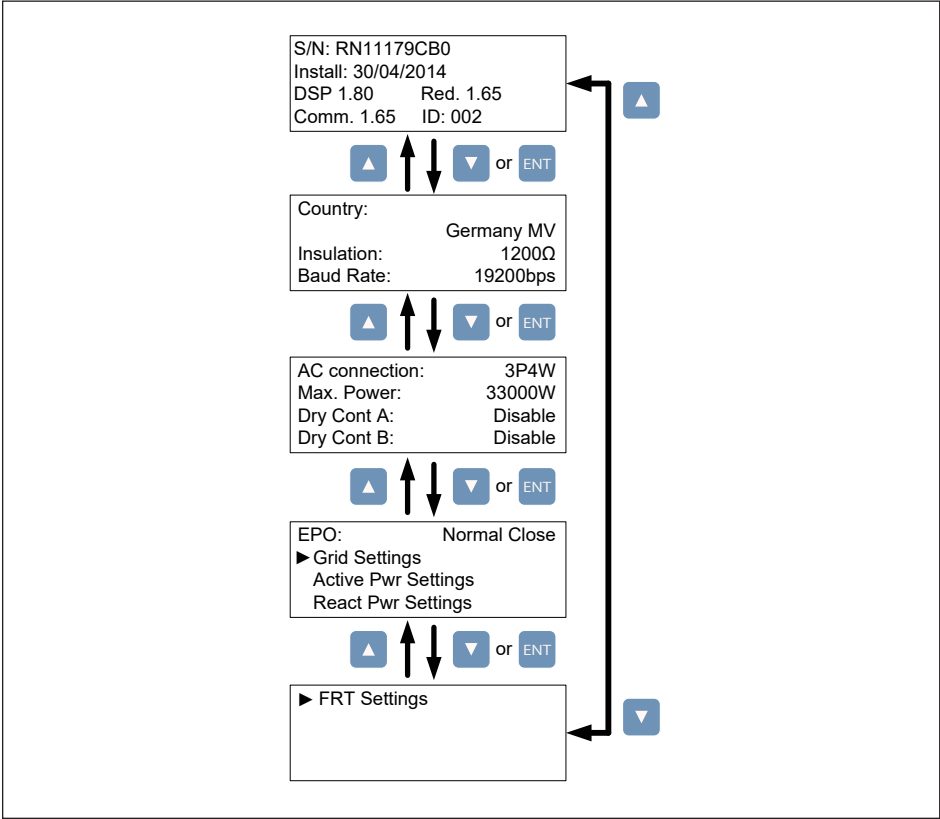 S/N: RN11179CB0
Install: 30/04/2014
DSP 1.80 Red. 1.65
Comm. 1.65 ID: 002
or ENT
Country:
Germany MV
Insulation: 1200Ω
Baud Rate: 19200bps
or ENT
AC connection: 3P4W
Max. Power: 33000W
Dry Cont A: Disable
Dry Cont B: Disable
or ENT
EPO: Normal Close
►Grid Settings
Active Pwr Settings
React Pwr Settings
or ENT
► FRT Settings